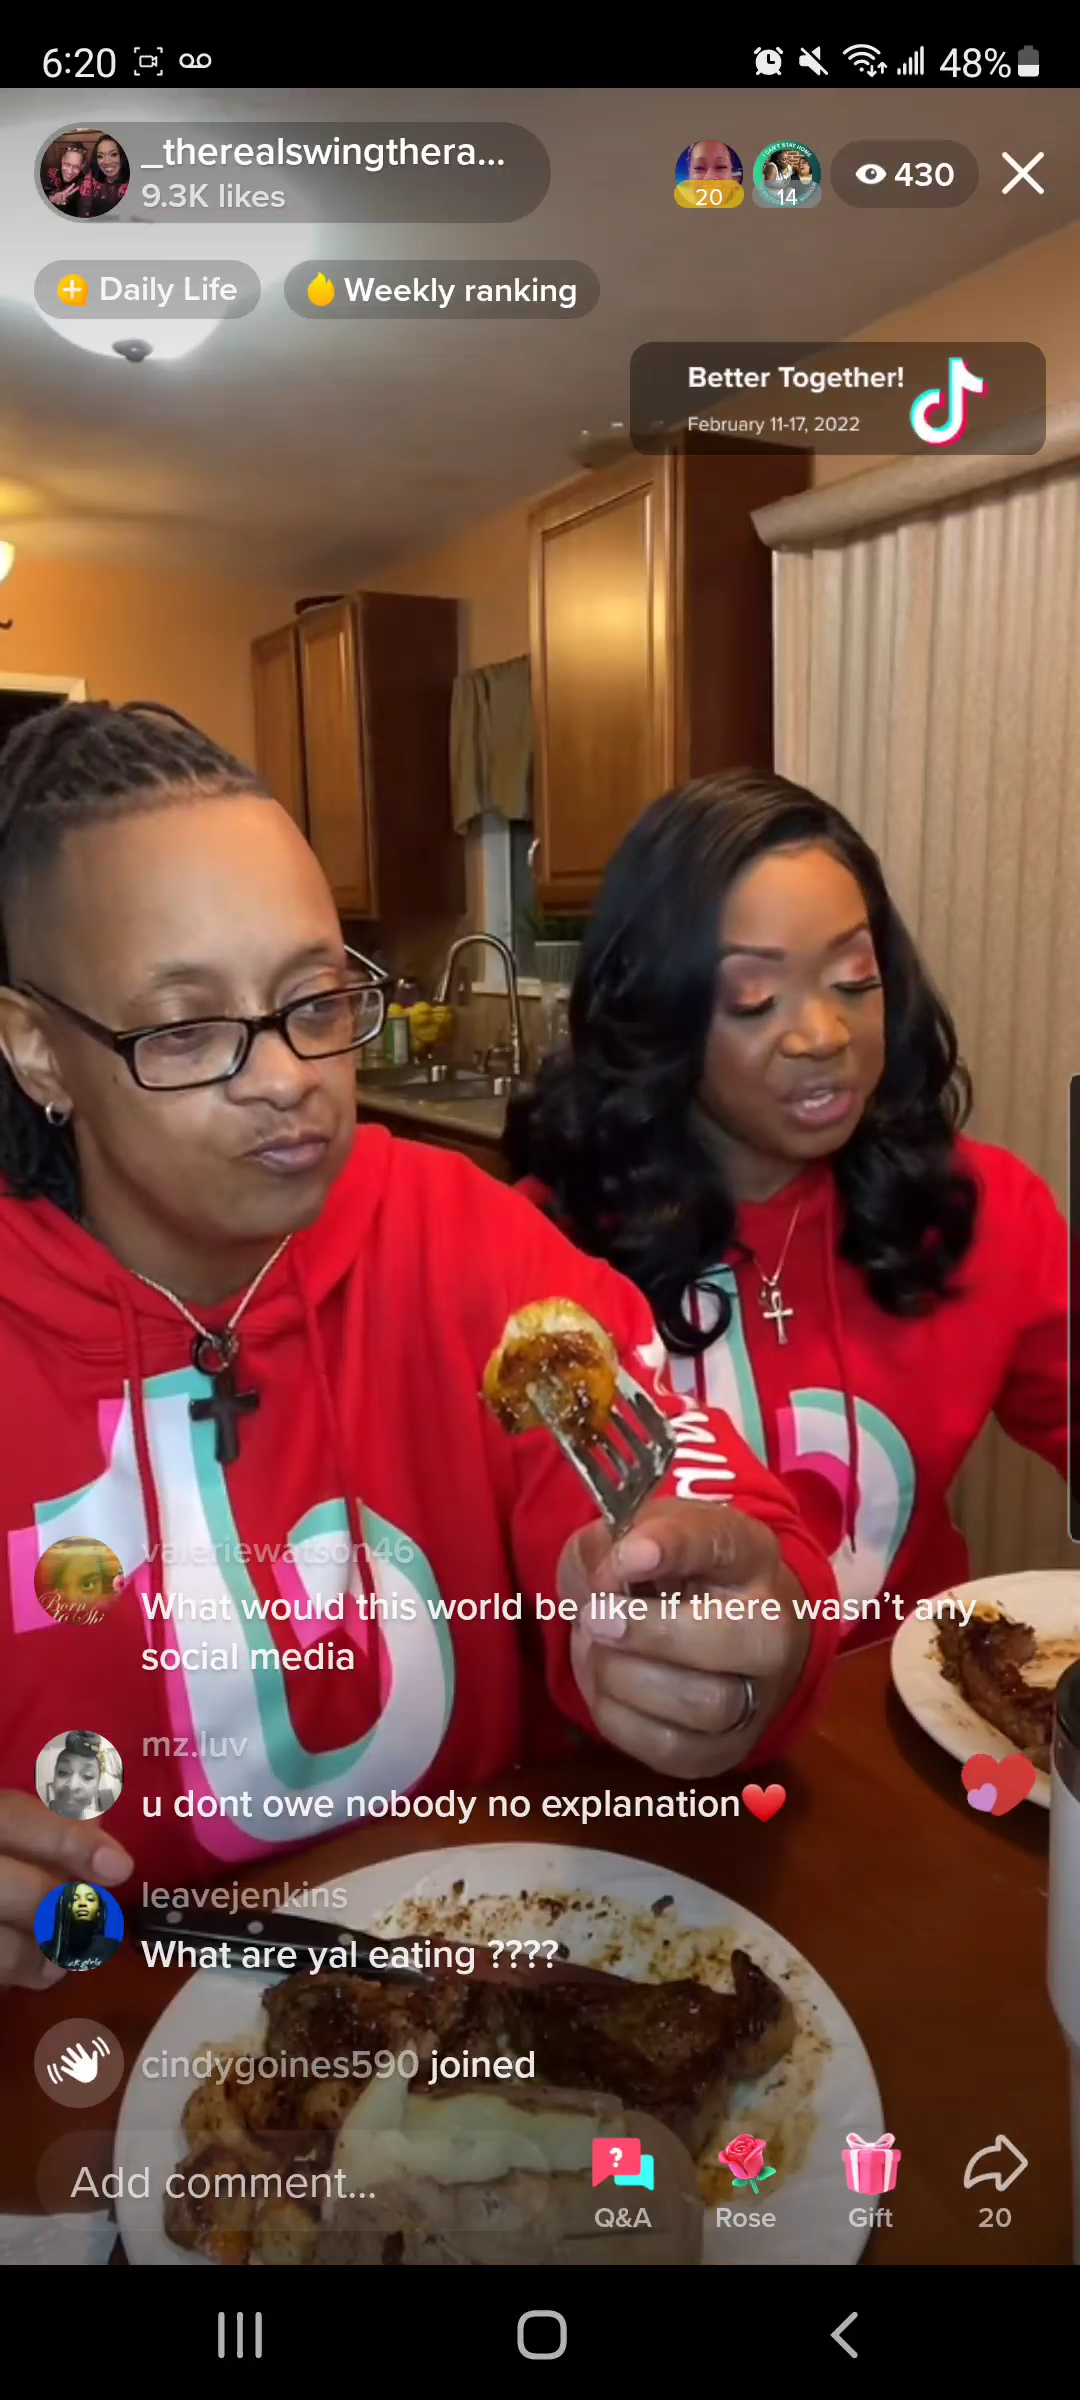 6:20
48%
_therealswingthera...
9.3K likes
20
14
430
Daily Life
Weekly ranking
Better Together!
February 11-17, 2022
valeriewatson46
What would this world be like if there wasn't any
social media
mz.luv
u dont owe nobody no explanation❤️
leavejenkins
What are yal eating ????
cindygoines590 joined
Add comment...
Q&A
Rose
Gift
20